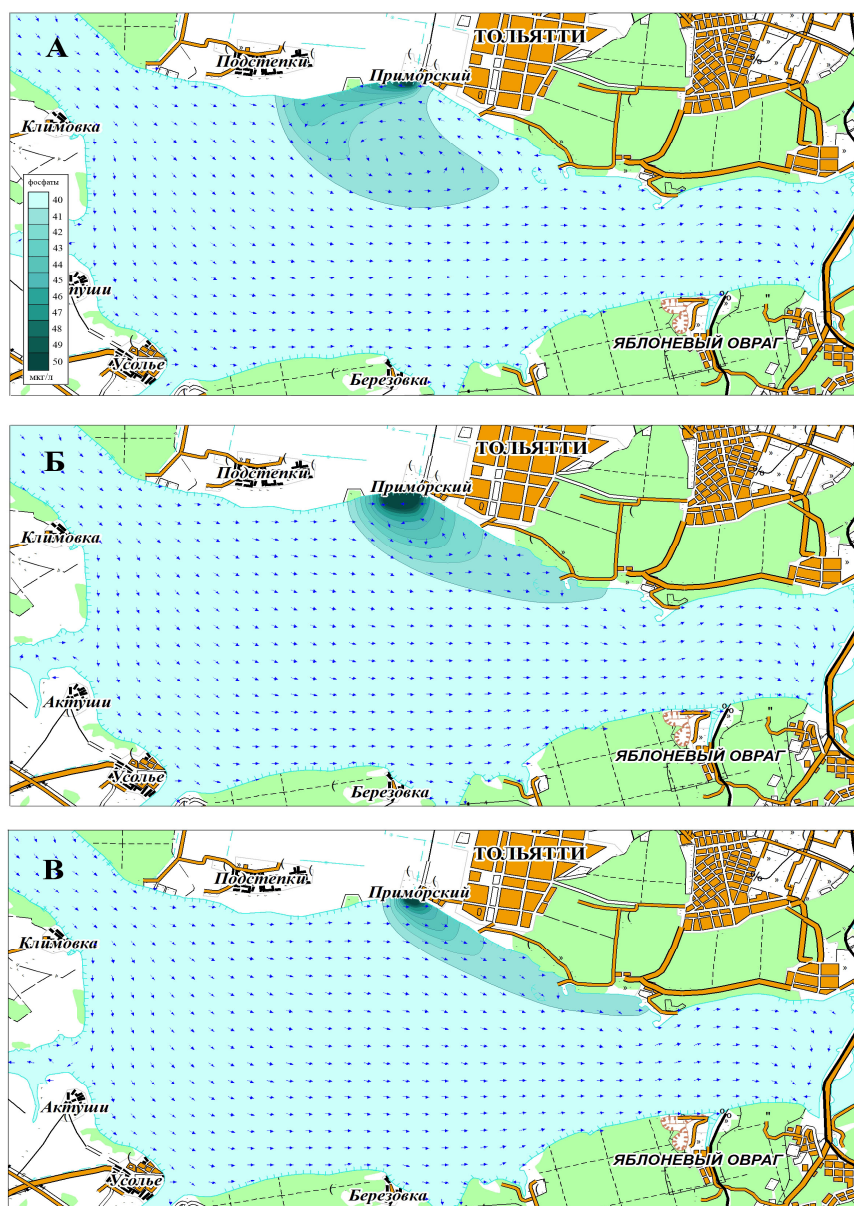 А
ТОЛЬЯТТИ
Подстепки
Приморский
Климовка
фосфаты
40
41
42
43
44
45
46
47
48
49
50
мкг/л
туши
Усолье
Березовка
ЯБЛОНЕВЫЙ ОВРАГ
Б
ТОЛЬЯТТИ
Подстепки
Приморский
Климовка
Актуши
Усолье
Березовка
ЯБЛОНЕВЫЙ ОВРАГ
В
ТОЛЬЯТТИ
Подстепки
Приморский
Климовка
Актуши
Усолье
Березовка
ЯБЛОНЕВЫЙ ОВРАГ